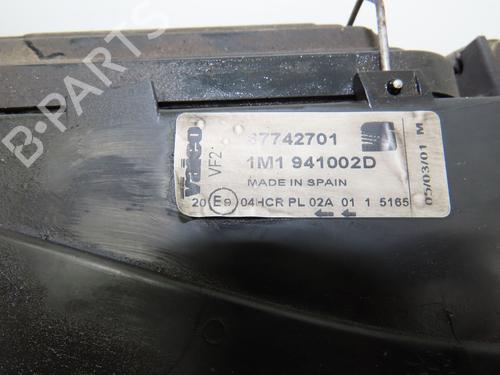 B-PARTS
Valeo
VF2
67742701
1M1 941002D
MADE IN SPAIN
20 E9 04HCR PL 02A 01 1 5165
05/03/01 M